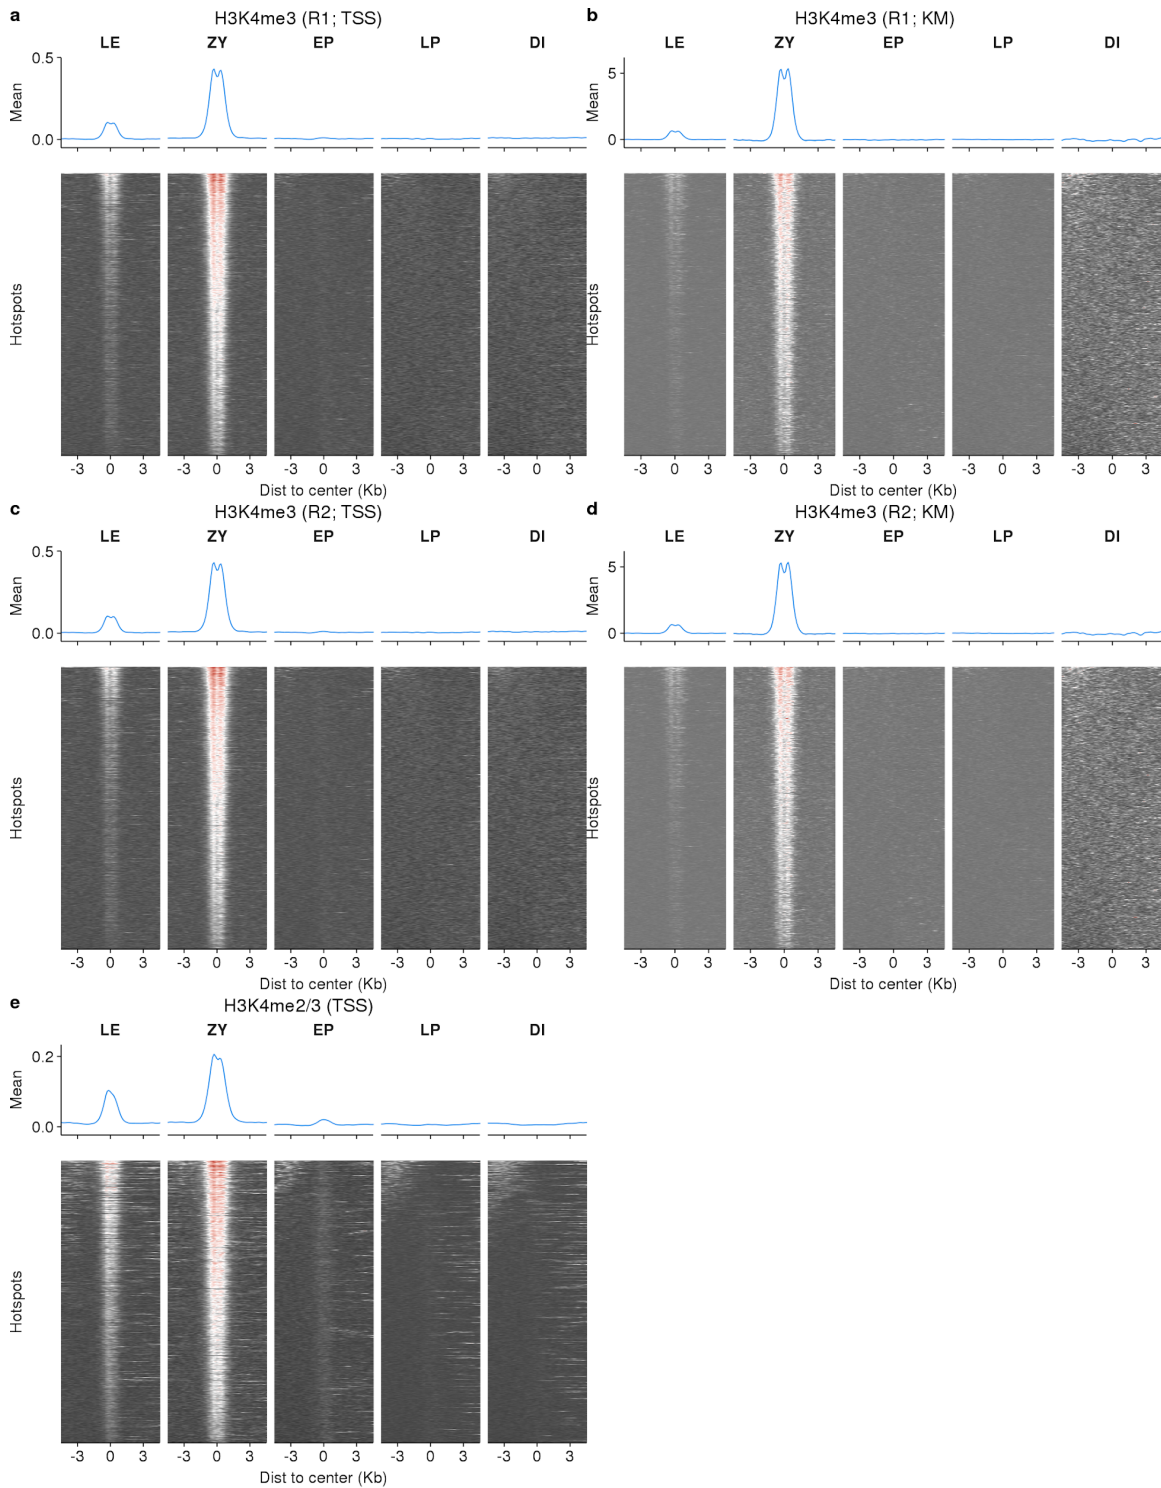 a
H3K4me3 (R1; TSS)
LE ZY EP LP DI
Mean
0.5
0.0
Hotspots
-3 0 3 -3 0 3 -3 0 3 -3 0 3 -3 0 3
Dist to center (Kb)
b
H3K4me3 (R1; KM)
LE ZY EP LP DI
Mean
5
0
Hotspots
-3 0 3 -3 0 3 -3 0 3 -3 0 3 -3 0 3
Dist to center (Kb)
c
H3K4me3 (R2; TSS)
LE ZY EP LP DI
Mean
0.5
0.0
Hotspots
-3 0 3 -3 0 3 -3 0 3 -3 0 3 -3 0 3
Dist to center (Kb)
d
H3K4me3 (R2; KM)
LE ZY EP LP DI
Mean
5
0
Hotspots
-3 0 3 -3 0 3 -3 0 3 -3 0 3 -3 0 3
Dist to center (Kb)
e
H3K4me2/3 (TSS)
LE ZY EP LP DI
Mean
0.2
0.0
Hotspots
-3 0 3 -3 0 3 -3 0 3 -3 0 3 -3 0 3
Dist to center (Kb)